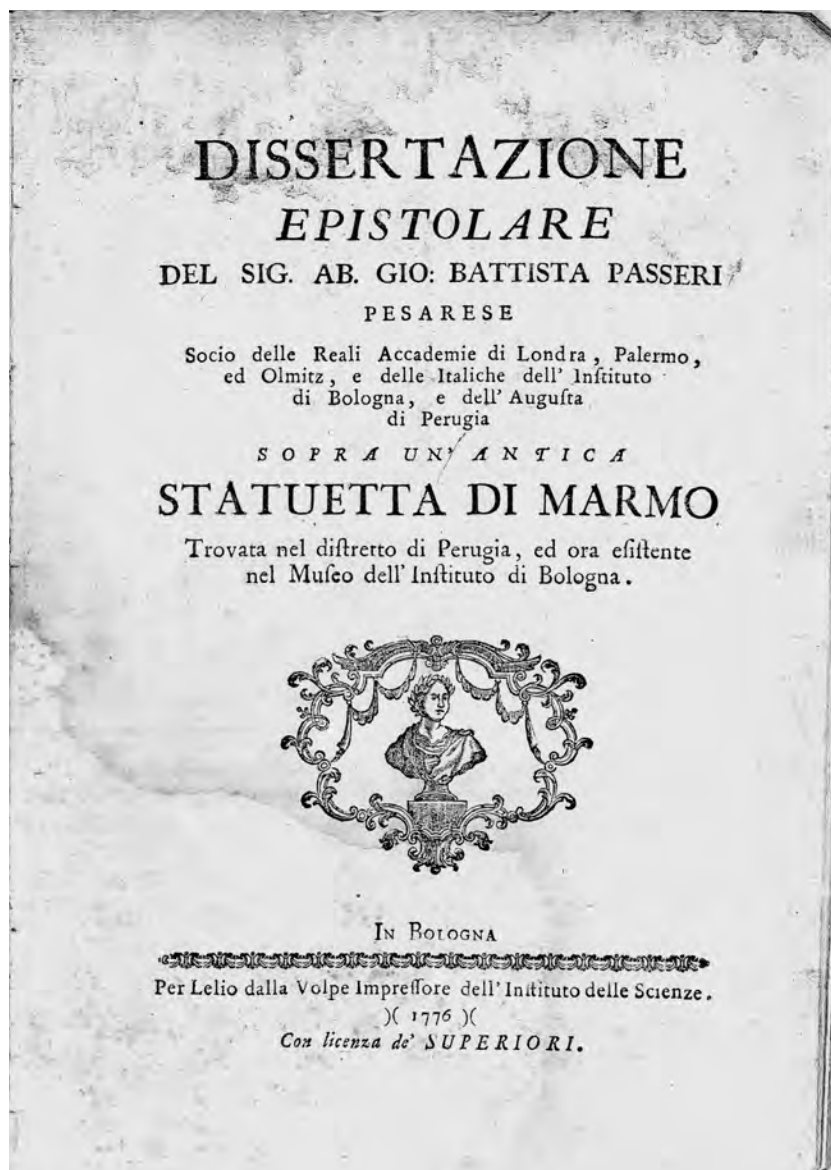 DISSERTAZIONE
EPISTOLARE
DEL SIG. AB. GIO: BATTISTA PASSERI
PESARESE
Socio delle Reali Accademie di Londra, Palermo,
ed Olmitz, e delle Italiche dell' Inſtituto
di Bologna, e dell' Auguſta
di Perugia
SOPRA UN' ANTICA
STATUETTA DI MARMO
Trovata nel diſtretto di Perugia, ed ora eſiſtente
nel Muſeo dell' Inſtituto di Bologna.
IN BOLOGNA
Per Lelio dalla Volpe Impreſſore dell' Inſtituto delle Scienze.
)( 1776 )(
Con licenza de' SUPERIORI.